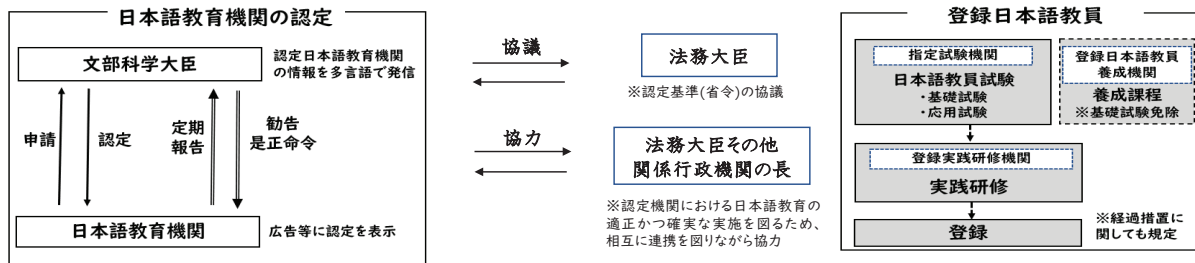 日本語教育機関の認定
文部科学大臣
認定日本語教育機関
の情報を多言語で発信
申請
認定
定期
報告
勧告
是正命令
日本語教育機関
広告等に認定を表示
協議
法務大臣
※認定基準(省令)の協議
協力
法務大臣その他
関係行政機関の長
※認定機関における日本語教育の
適正かつ確実な実施を図るため、
相互に連携を図りながら協力
登録日本語教員
指定試験機関
日本語教員試験
・基礎試験
・応用試験
登録日本語教員
養成機関
養成課程
※基礎試験免除
登録実践研修機関
実践研修
登録
※経過措置に
関しても規定